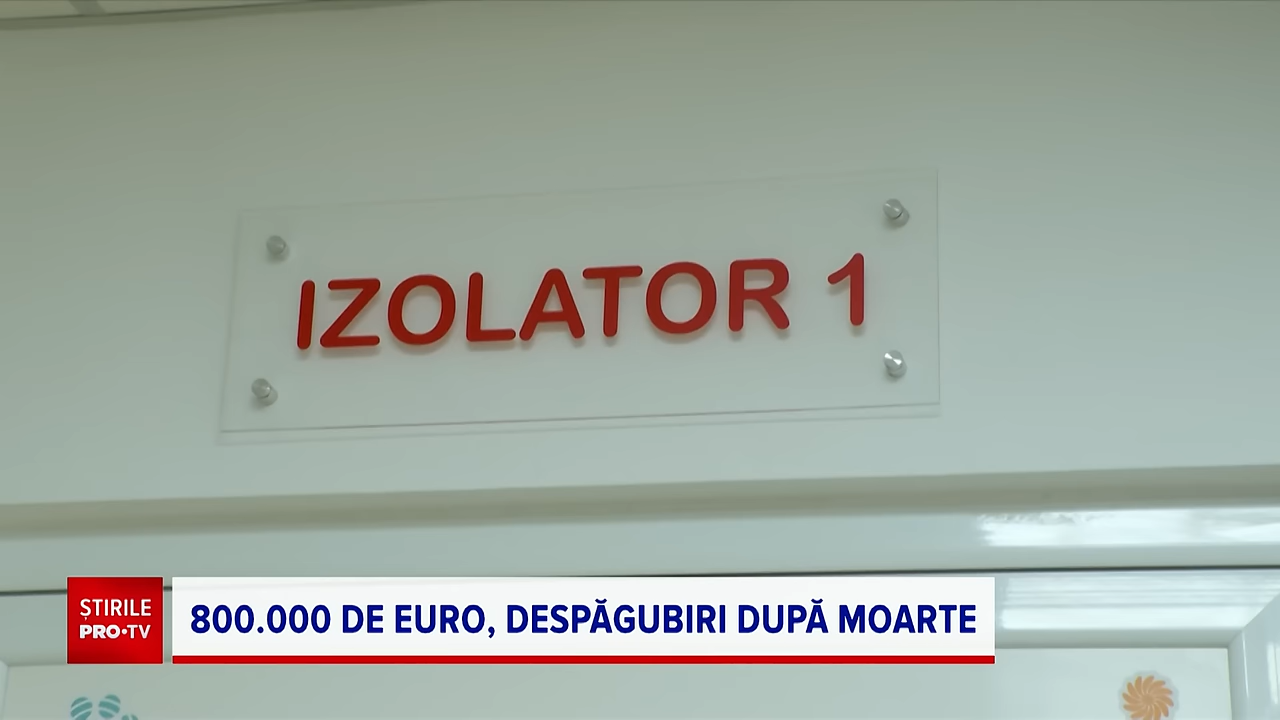 IZOLATOR 1
ȘTIRILE
PRO•TV
800.000 DE EURO, DESPĂGUBIRI DUPĂ MOARTE